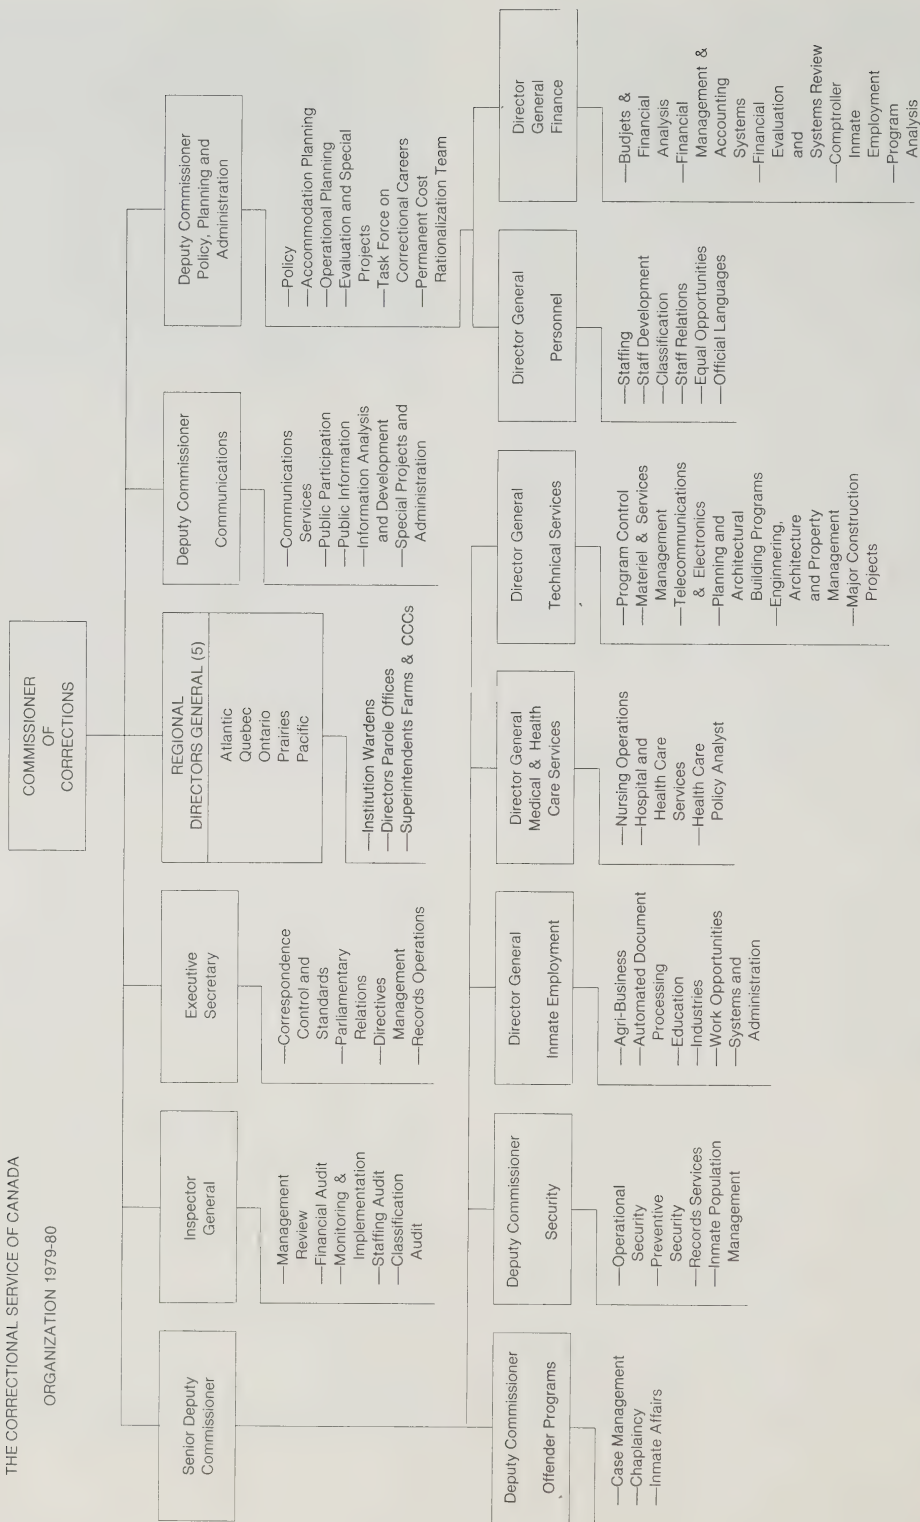 THE CORRECTIONAL SERVICE OF CANADA
ORGANIZATION 1979-80
COMMISSIONER
OF
CORRECTIONS
Senior Deputy
Commissioner
Inspector
General
—Management
Review
—Financial Audit
—Monitoring &
Implementation
—Staffing Audit
—Classification
Audit
Executive
Secretary
—Correspondence
Control and
Standards
—Parliamentary
Relations
—Directives
Management
—Records Operations
REGIONAL
DIRECTORS GENERAL (5)
Atlantic
Quebec
Ontario
Prairies
Pacific
—Institution Wardens
—Directors Parole Offices
—Superintendents Farms & CCCs
Deputy Commissioner
Communications
—Communications
Services
—Public Participation
—Public Information
—Information Analysis
and Development
—Special Projects and
Administration
Deputy Commissioner
Policy, Planning and
Administration
—Policy
—Accommodation Planning
—Operational Planning
—Evaluation and Special
Projects
—Task Force on
Correctional Careers
—Permanent Cost
Rationalization Team
Deputy Commissioner
Offender Programs
—Case Management
—Chaplaincy
—Inmate Affairs
Deputy Commissioner
Security
—Operational
Security
—Preventive
Security
—Records Services
—Inmate Population
Management
Director General
Inmate Employment
—Agri-Business
—Automated Document
Processing
—Education
—Industries
—Work Opportunities
—Systems and
Administration
Director General
Medical & Health
Care Services
—Nursing Operations
—Hospital and
Health Care
Services
—Health Care
Policy Analyst
Director General
Technical Services
—Program Control
—Materiel & Services
Management
—Telecommunications
& Electronics
—Planning and
Architectural
Building Programs
—Enginnering,
Architecture
and Property
Management
—Major Construction
Projects
Director General
Personnel
—Staffing
—Staff Development
—Classification
—Staff Relations
—Equal Opportunities
—Official Languages
Director
General
Finance
—Budjets &
Financial
Analysis
—Financial
Management &
Accounting
Systems
—Financial
Evaluation
and
Systems Review
—Comptroller
Inmate
Employment
—Program
Analysis